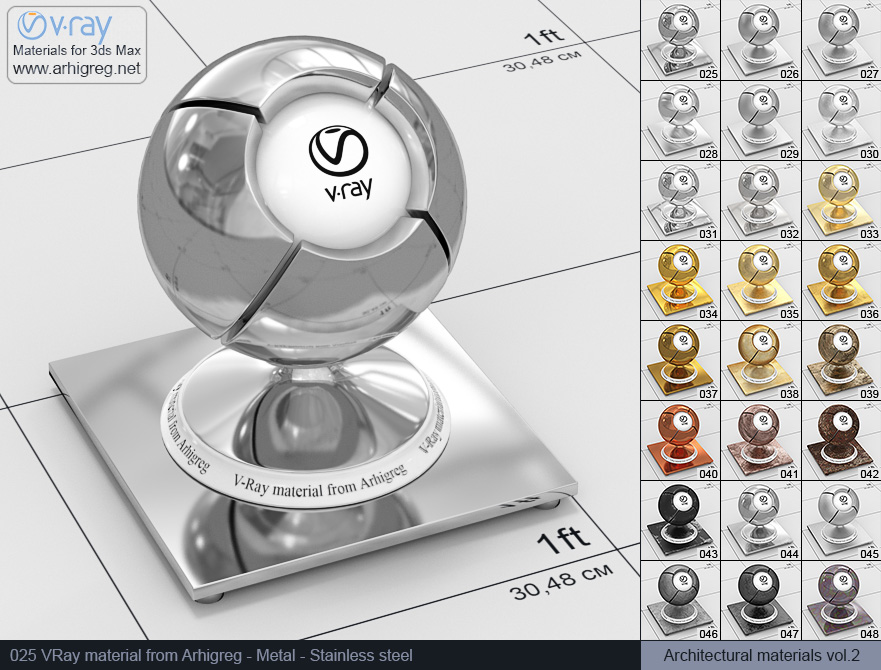 v·ray
Materials for 3ds Max
www.arhigreg.net
1ft
30,48 см
v·ray
material from Arhigreg
V-Ray material from Arhigreg
V-Ray
1ft
30,48 см
025
026
027
028
029
030
031
032
033
034
035
036
037
038
039
040
041
042
043
044
045
046
047
048
025 VRay material from Arhigreg - Metal - Stainless steel
Architectural materials vol.2